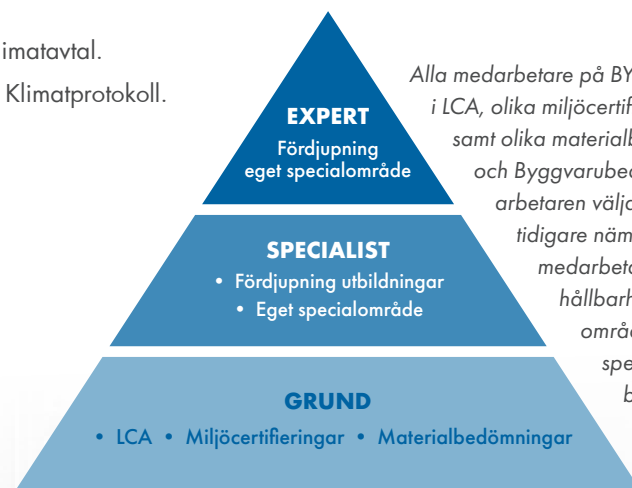 imatavtal.
Klimatprotokoll.
EXPERT
Fördjupning
eget specialområde
SPECIALIST
• Fördjupning utbildningar
• Eget specialområde
GRUND
• LCA • Miljöcertifieringar • Materialbedömningar
Alla medarbetare på BY
i LCA, olika miljöcertif
samt olika materialb
och Byggvarubed
arbetaren välja
tidigare näm
medarbeta
hållbarh
områd
spe
b